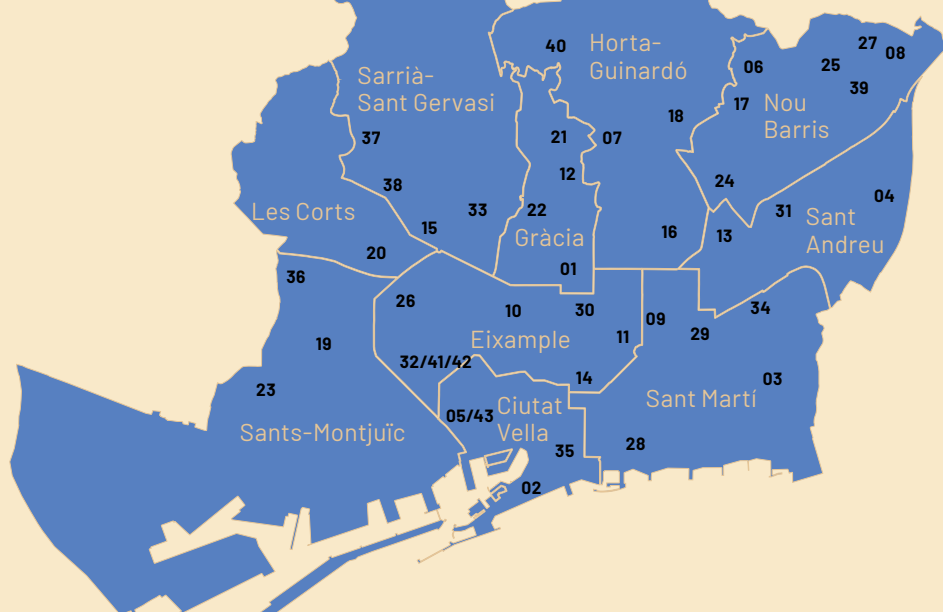 27
40
Horta-
Guinardó
08
25
06
Sarrià-
Sant Gervasi
39
17
Nou
Barris
18
37
21
07
12
24
38
04
Les Corts
33
22
31
Sant
Andreu
15
Gràcia
16
13
20
01
36
26
10
30
34
09
29
11
Eixample
19
32/41/42
14
03
23
Sant Martí
05/43
Ciutat
Vella
Sants-Montjuïc
28
35
02